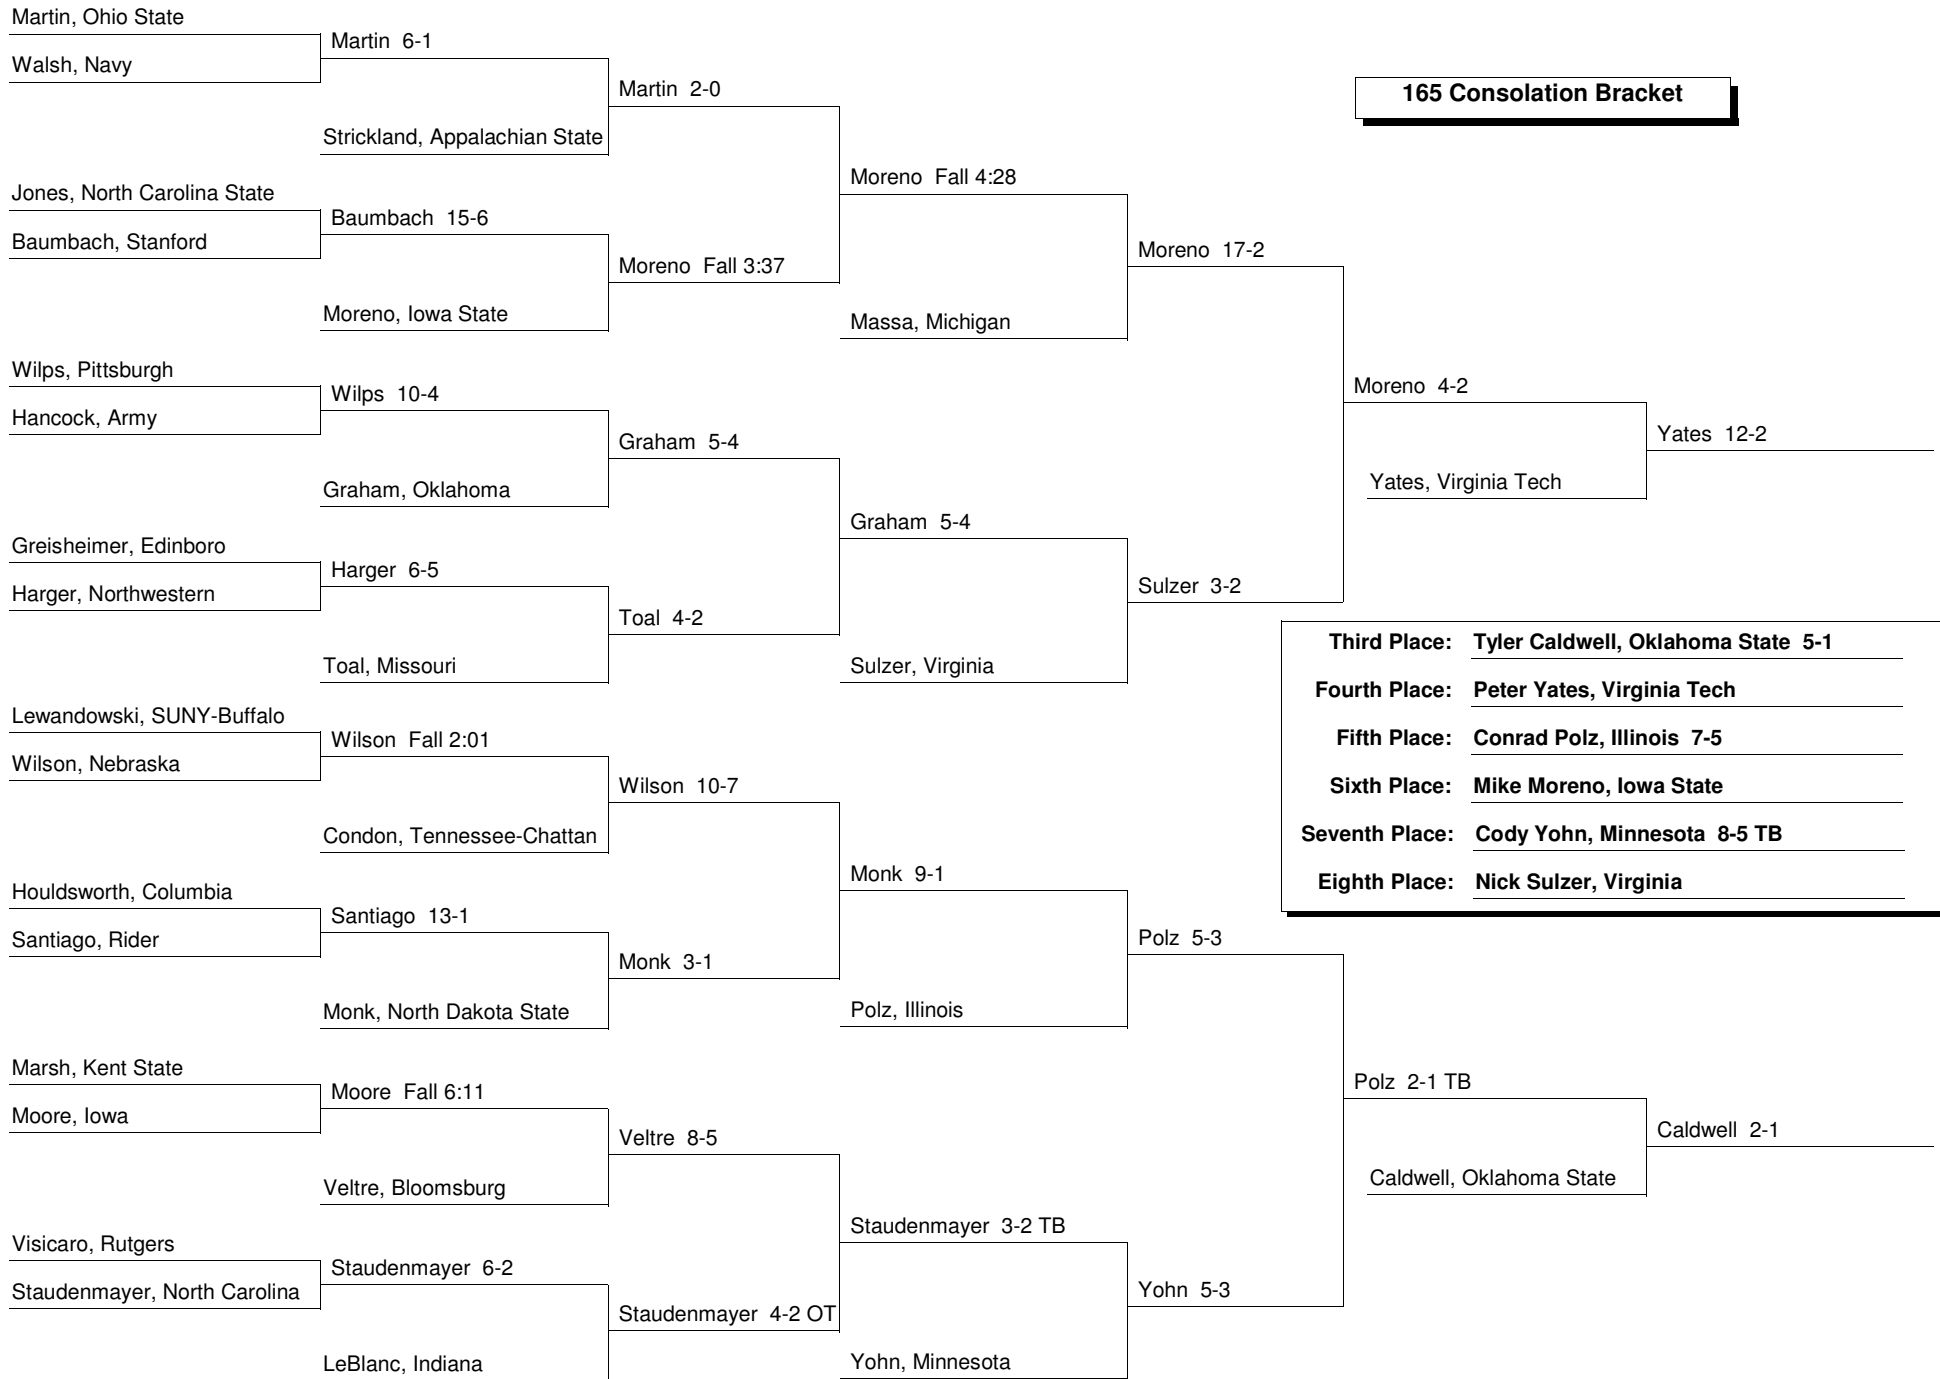 Martin, Ohio State
Walsh, Navy
Martin 6-1
Strickland, Appalachian State
Martin 2-0
Jones, North Carolina State
Baumbach, Stanford
Baumbach 15-6
Moreno, Iowa State
Moreno Fall 3:37
Moreno Fall 4:28
Massa, Michigan
Moreno 17-2
Wilps, Pittsburgh
Hancock, Army
Wilps 10-4
Graham, Oklahoma
Graham 5-4
Greisheimer, Edinboro
Harger, Northwestern
Harger 6-5
Toal, Missouri
Toal 4-2
Graham 5-4
Sulzer, Virginia
Sulzer 3-2
Moreno 4-2
Yates, Virginia Tech
Yates 12-2
165 Consolation Bracket
Lewandowski, SUNY-Buffalo
Wilson, Nebraska
Wilson Fall 2:01
Condon, Tennessee-Chattan
Wilson 10-7
Houldsworth, Columbia
Santiago, Rider
Santiago 13-1
Monk, North Dakota State
Monk 3-1
Monk 9-1
Polz, Illinois
Polz 5-3
Marsh, Kent State
Moore, Iowa
Moore Fall 6:11
Veltre, Bloomsburg
Veltre 8-5
Visicaro, Rutgers
Staudenmayer, North Carolina
Staudenmayer 6-2
LeBlanc, Indiana
Staudenmayer 4-2 OT
Staudenmayer 3-2 TB
Yohn, Minnesota
Yohn 5-3
Polz 2-1 TB
Caldwell, Oklahoma State
Caldwell 2-1
Third Place: Tyler Caldwell, Oklahoma State 5-1
Fourth Place: Peter Yates, Virginia Tech
Fifth Place: Conrad Polz, Illinois 7-5
Sixth Place: Mike Moreno, Iowa State
Seventh Place: Cody Yohn, Minnesota 8-5 TB
Eighth Place: Nick Sulzer, Virginia